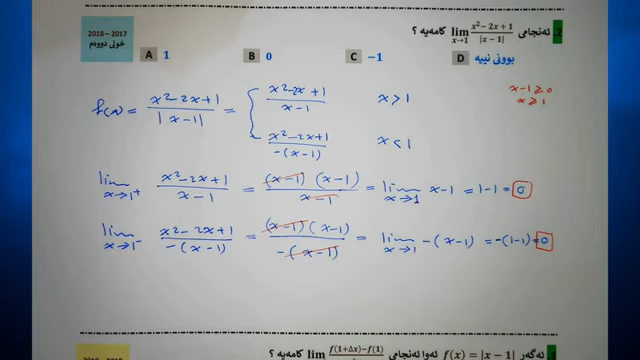 2. ئەنجامی lim x→1 (x² − 2x + 1)/|x − 1| کامەیە ؟
2017 - 2018
خولی دووەم
A 1 B 0 C −1 D بوونی نییە
f(x) = (x² − 2x + 1)/|x − 1| = { (x² − 2x + 1)/(x − 1) x > 1
(x² − 2x + 1)/−(x − 1) x < 1
x − 1 ≥ 0
x ≥ 1
lim x→1⁺ (x² − 2x + 1)/(x − 1) = (x − 1)(x − 1)/(x − 1) = lim x→1 x − 1 = 1 − 1 = 0
lim x→1⁻ (x² − 2x + 1)/−(x − 1) = (x − 1)(x − 1)/−(x − 1) = lim x→1 −(x − 1) = −(1 − 1) = 0
ئەگەر f(x) = |x − 1| ئەوا ئەنجامی lim (f(1+Δx)−f(1)) کامەیە ؟